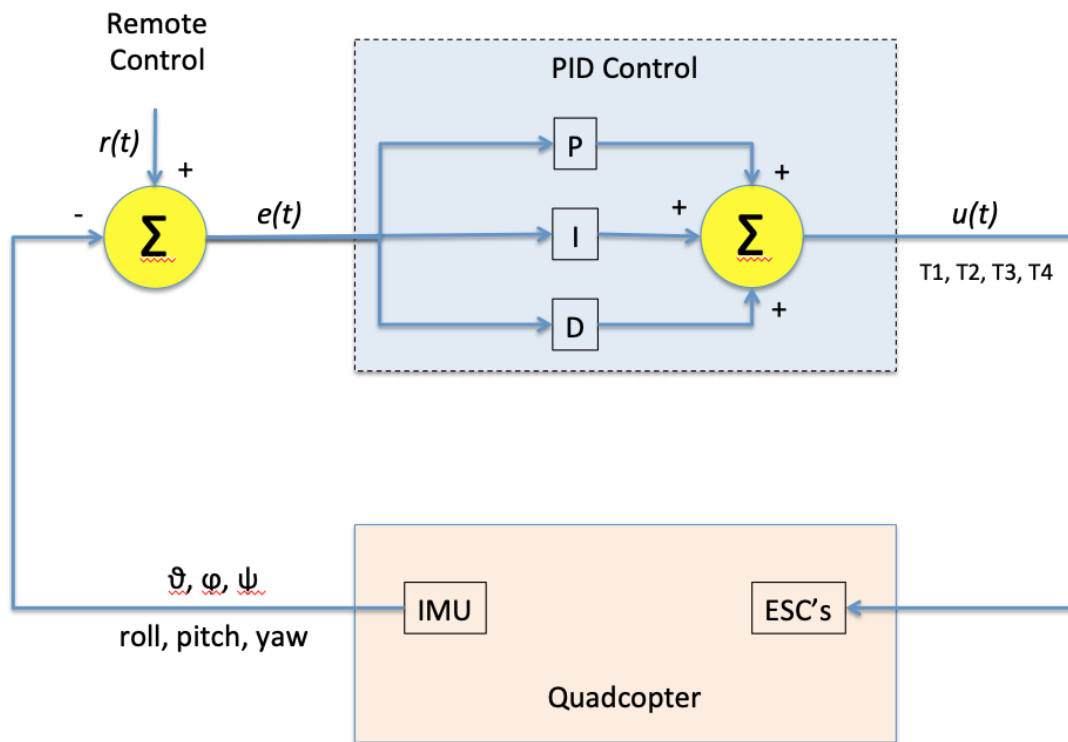 Remote
Control
PID Control
r(t)
+
P
+
-
Σ
e(t)
I
+
Σ
u(t)
T1, T2, T3, T4
D
+
ϑ, φ, ψ
roll, pitch, yaw
IMU
ESC's
Quadcopter